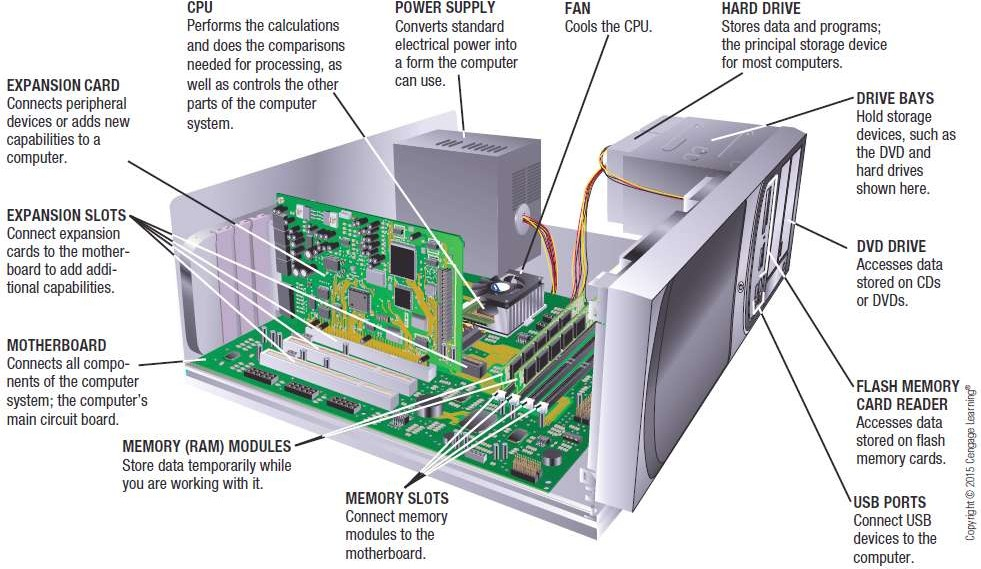 CPU
Performs the calculations
and does the comparisons
needed for processing, as
well as controls the other
parts of the computer
system.
POWER SUPPLY
Converts standard
electrical power into
a form the computer
can use.
FAN
Cools the CPU.
HARD DRIVE
Stores data and programs;
the principal storage device
for most computers.
EXPANSION CARD
Connects peripheral
devices or adds new
capabilities to a
computer.
DRIVE BAYS
Hold storage
devices, such as
the DVD and
hard drives
shown here.
EXPANSION SLOTS
Connect expansion
cards to the mother-
board to add addi-
tional capabilities.
DVD DRIVE
Accesses data
stored on CDs
or DVDs.
MOTHERBOARD
Connects all compo-
nents of the computer
system; the computer's
main circuit board.
FLASH MEMORY
CARD READER
Accesses data
stored on flash
memory cards.
MEMORY (RAM) MODULES
Store data temporarily while
you are working with it.
MEMORY SLOTS
Connect memory
modules to the
motherboard.
USB PORTS
Connect USB
devices to the
computer.
Copyright © 2015 Cengage Learning®